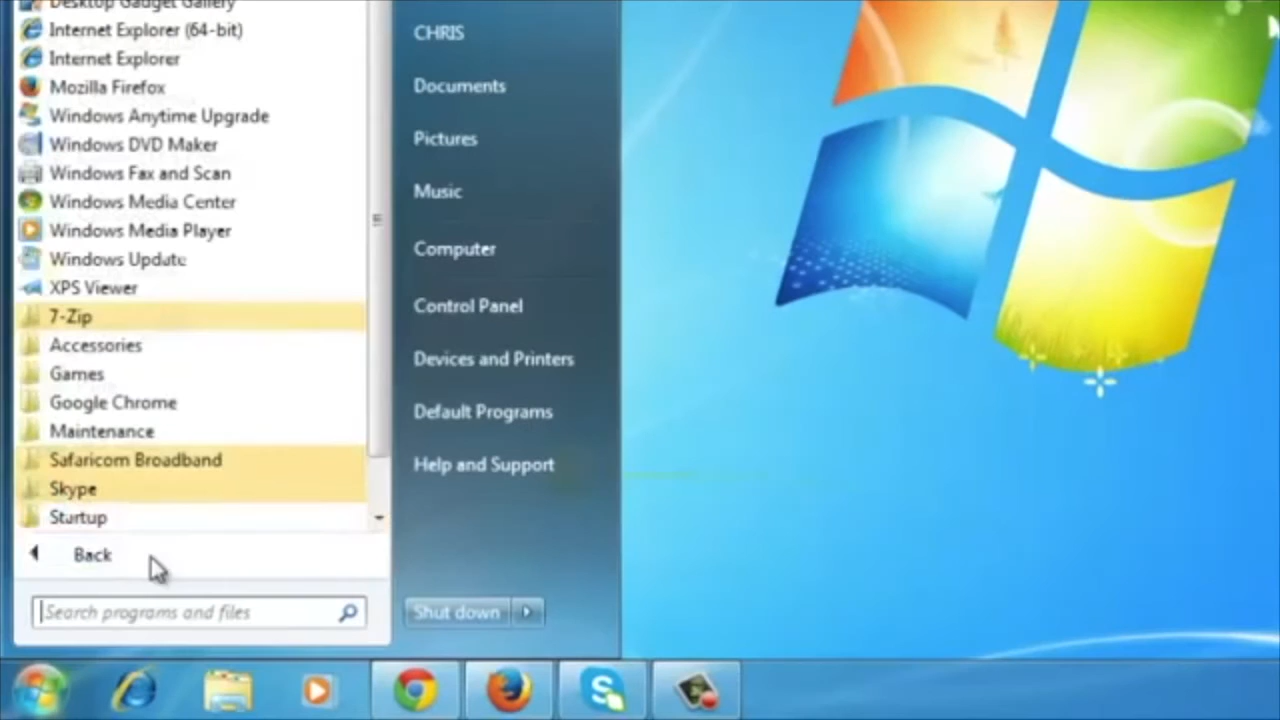 Desktop Gadget Gallery
Internet Explorer (64-bit)
Internet Explorer
Mozilla Firefox
Windows Anytime Upgrade
Windows DVD Maker
Windows Fax and Scan
Windows Media Center
Windows Media Player
Windows Update
XPS Viewer
7-Zip
Accessories
Games
Google Chrome
Maintenance
Safaricom Broadband
Skype
Startup
Back
Search programs and files
CHRIS
Documents
Pictures
Music
Computer
Control Panel
Devices and Printers
Default Programs
Help and Support
Shut down